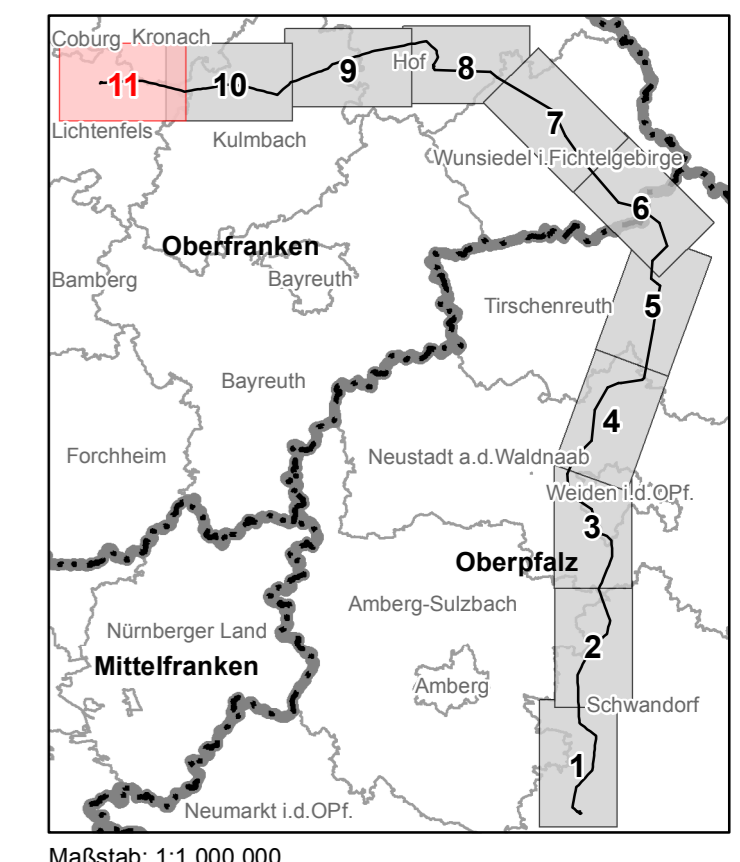 Coburg Kronach
11
10
9
Hof
8
Lichtenfels
Kulmbach
7
Wunsiedel i.Fichtelgebirge
6
Oberfranken
Bamberg
Bayreuth
Tirschenreuth
5
Bayreuth
4
Forchheim
Neustadt a.d.Waldnaab
Weiden i.d.OPf.
3
Oberpfalz
Amberg-Sulzbach
Nürnberger Land
2
Mittelfranken
Amberg
Schwandorf
1
Neumarkt i.d.OPf.
Maßstab: 1:1.000.000